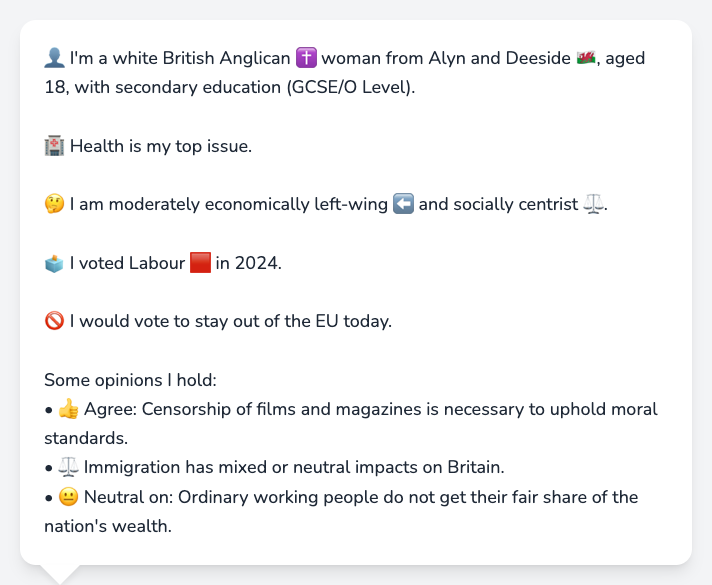 👤 I'm a white British Anglican ✝️ woman from Alyn and Deeside 🏴󠁧󠁢󠁷󠁬󠁳󠁿, aged
18, with secondary education (GCSE/O Level).
🏥 Health is my top issue.
🤔 I am moderately economically left-wing ⬅️ and socially centrist ⚖️.
🗳️ I voted Labour 🟥 in 2024.
🚫 I would vote to stay out of the EU today.
Some opinions I hold:
• 👍 Agree: Censorship of films and magazines is necessary to uphold moral
standards.
• ⚖️ Immigration has mixed or neutral impacts on Britain.
• 😐 Neutral on: Ordinary working people do not get their fair share of the
nation's wealth.